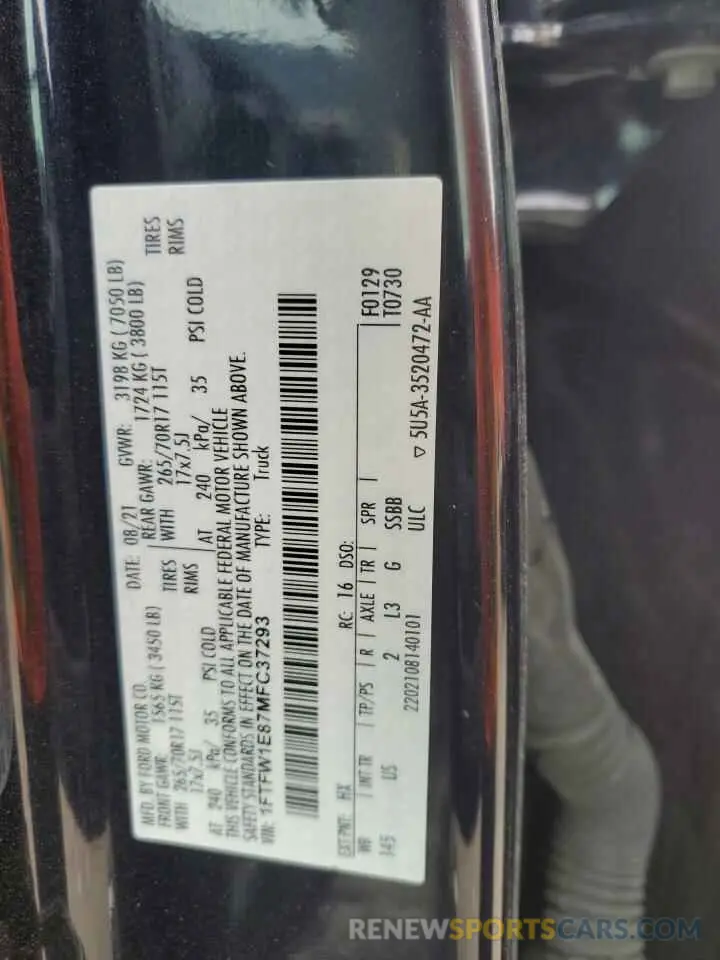 MFD. BY FORD MOTOR CO.
DATE: 08/21 GVWR: 3198 KG ( 7050 LB)
FRONT GAWR: 1565 KG ( 3450 LB) REAR GAWR: 1724 KG ( 3800 LB)
WITH 265/70R17 115T TIRES WITH 265/70R17 115T TIRES
17x7.5J RIMS 17x7.5J RIMS
AT 240 kPa/ 35 PSI COLD AT 240 kPa/ 35 PSI COLD
THIS VEHICLE CONFORMS TO ALL APPLICABLE FEDERAL MOTOR VEHICLE
SAFETY STANDARDS IN EFFECT ON THE DATE OF MANUFACTURE SHOWN ABOVE.
VIN: 1FTFW1E87MFC37293 TYPE: Truck
EXT PNT: HX RC: 16 DSO: F0129
WB INT TR TP/PS R AXLE TR SPR T0730
145 US 2 L3 G SSBB
2202108140101 ULC ▽ 5U5A-3520472-AA
RENEWSPORTSCARS.COM